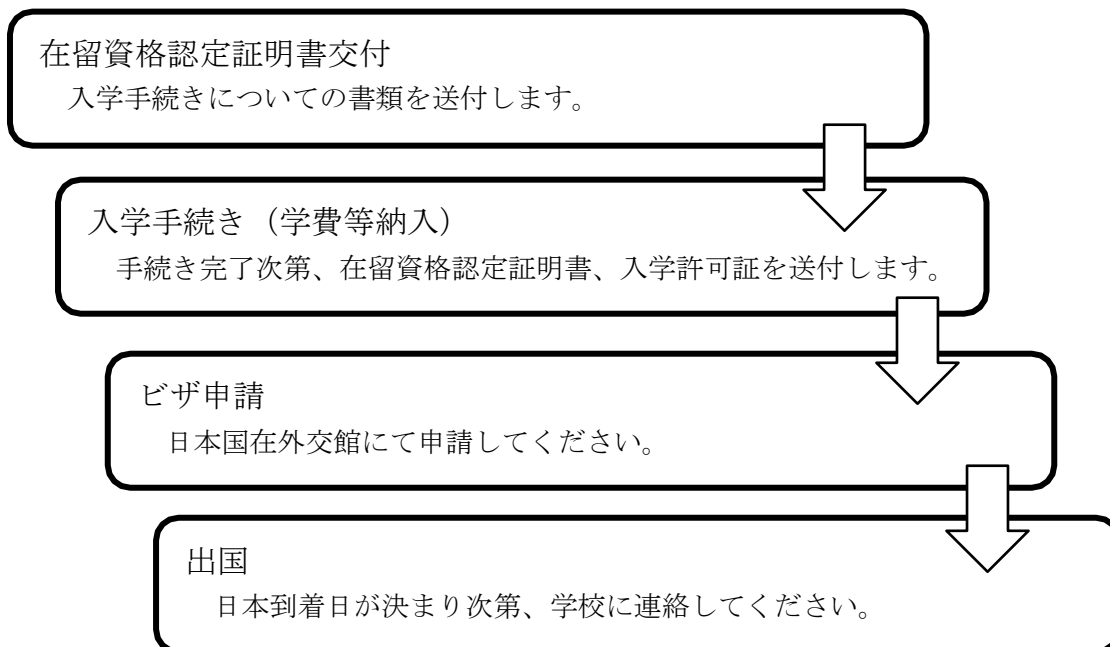 在留資格認定証明書交付
入学手続きについての書類を送付します。
入学手続き（学費等納入）
手続き完了次第、在留資格認定証明書、入学許可証を送付します。
ビザ申請
日本国在外交館にて申請してください。
出国
日本到着日が決まり次第、学校に連絡してください。